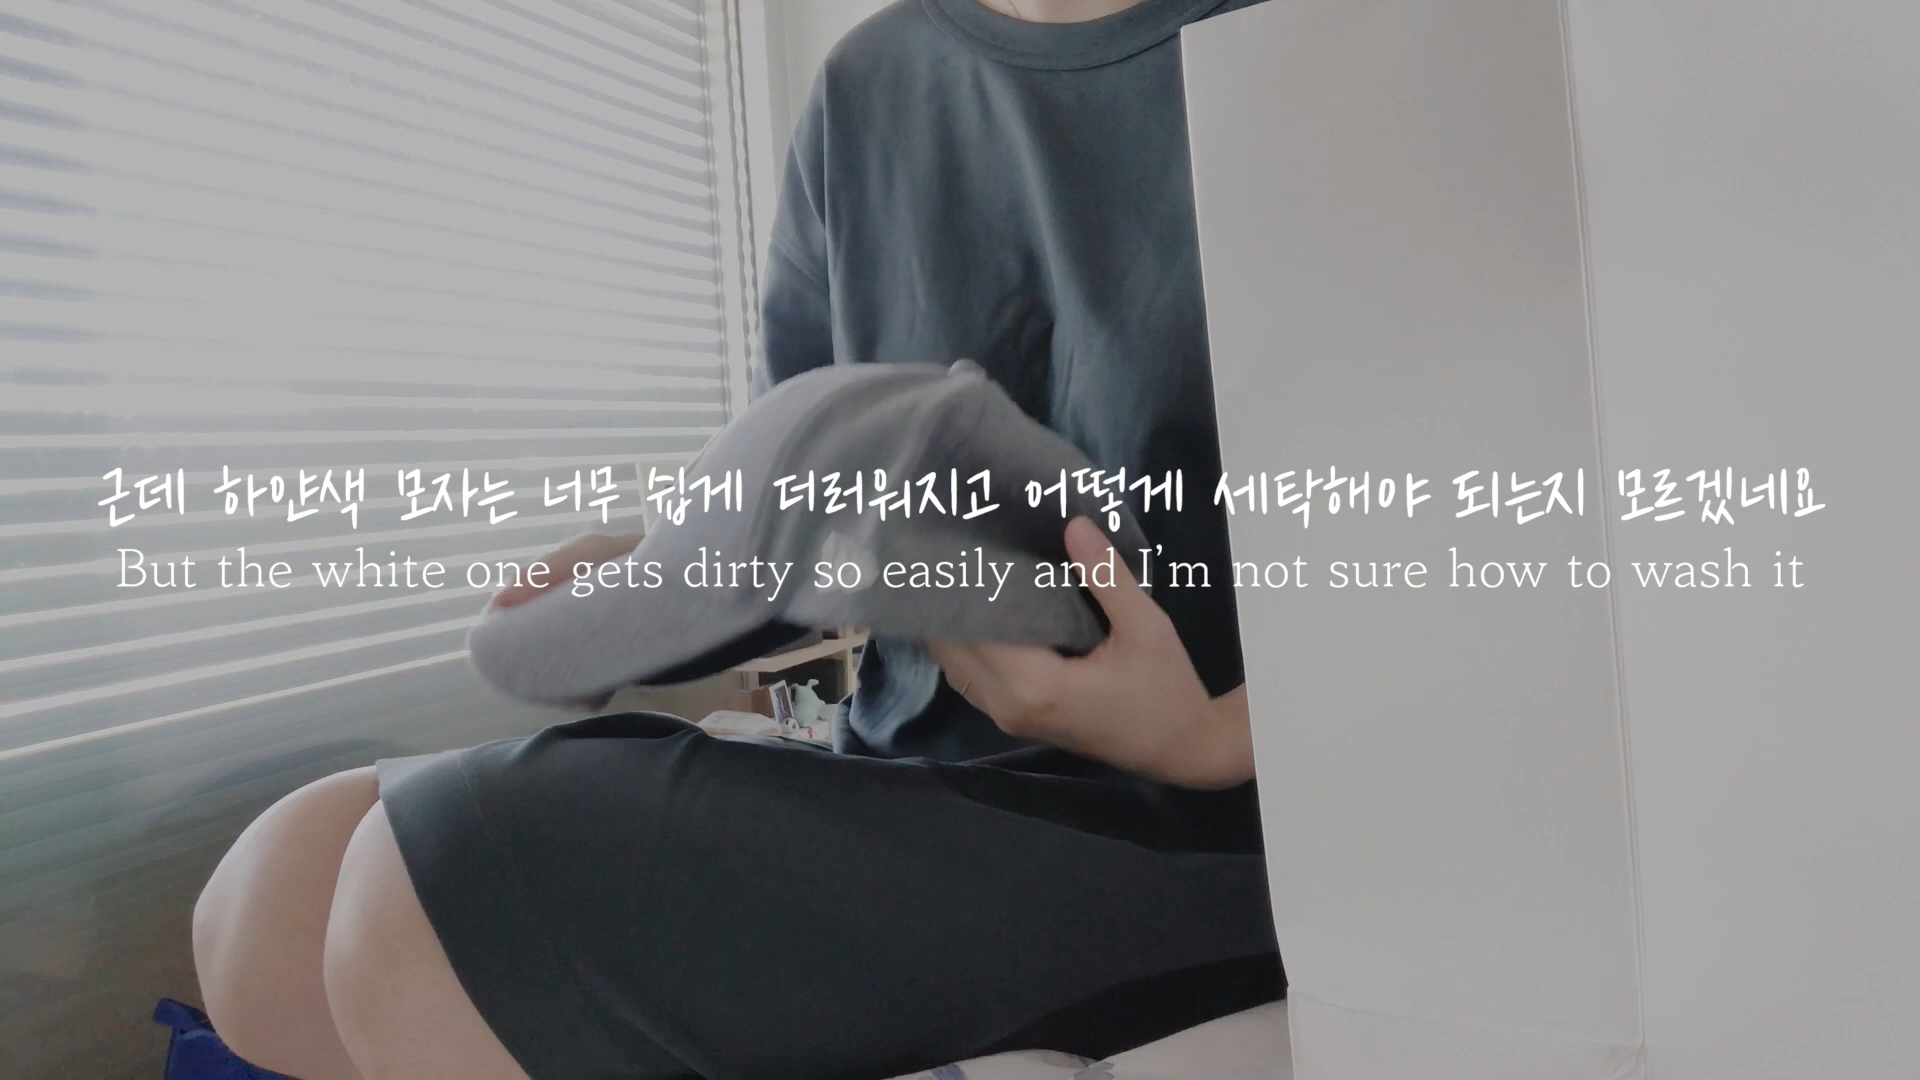 근데 하얀색 모자는 너무 쉽게 더러워지고 어떻게 세탁해야 되는지 모르겠네요
But the white one gets dirty so easily and I’m not sure how to wash it